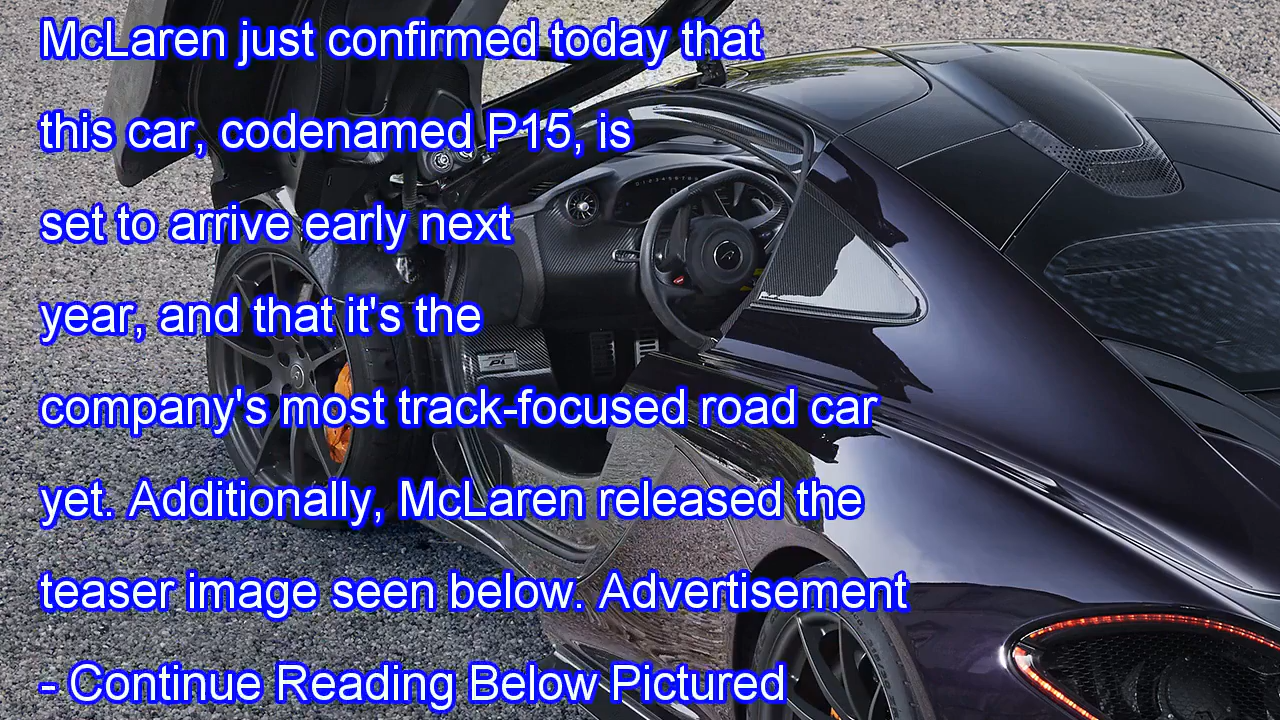 McLaren just confirmed today that
this car, codenamed P15, is
set to arrive early next
year, and that it's the
company's most track-focused road car
yet. Additionally, McLaren released the
teaser image seen below. Advertisement
- Continue Reading Below Pictured
P1